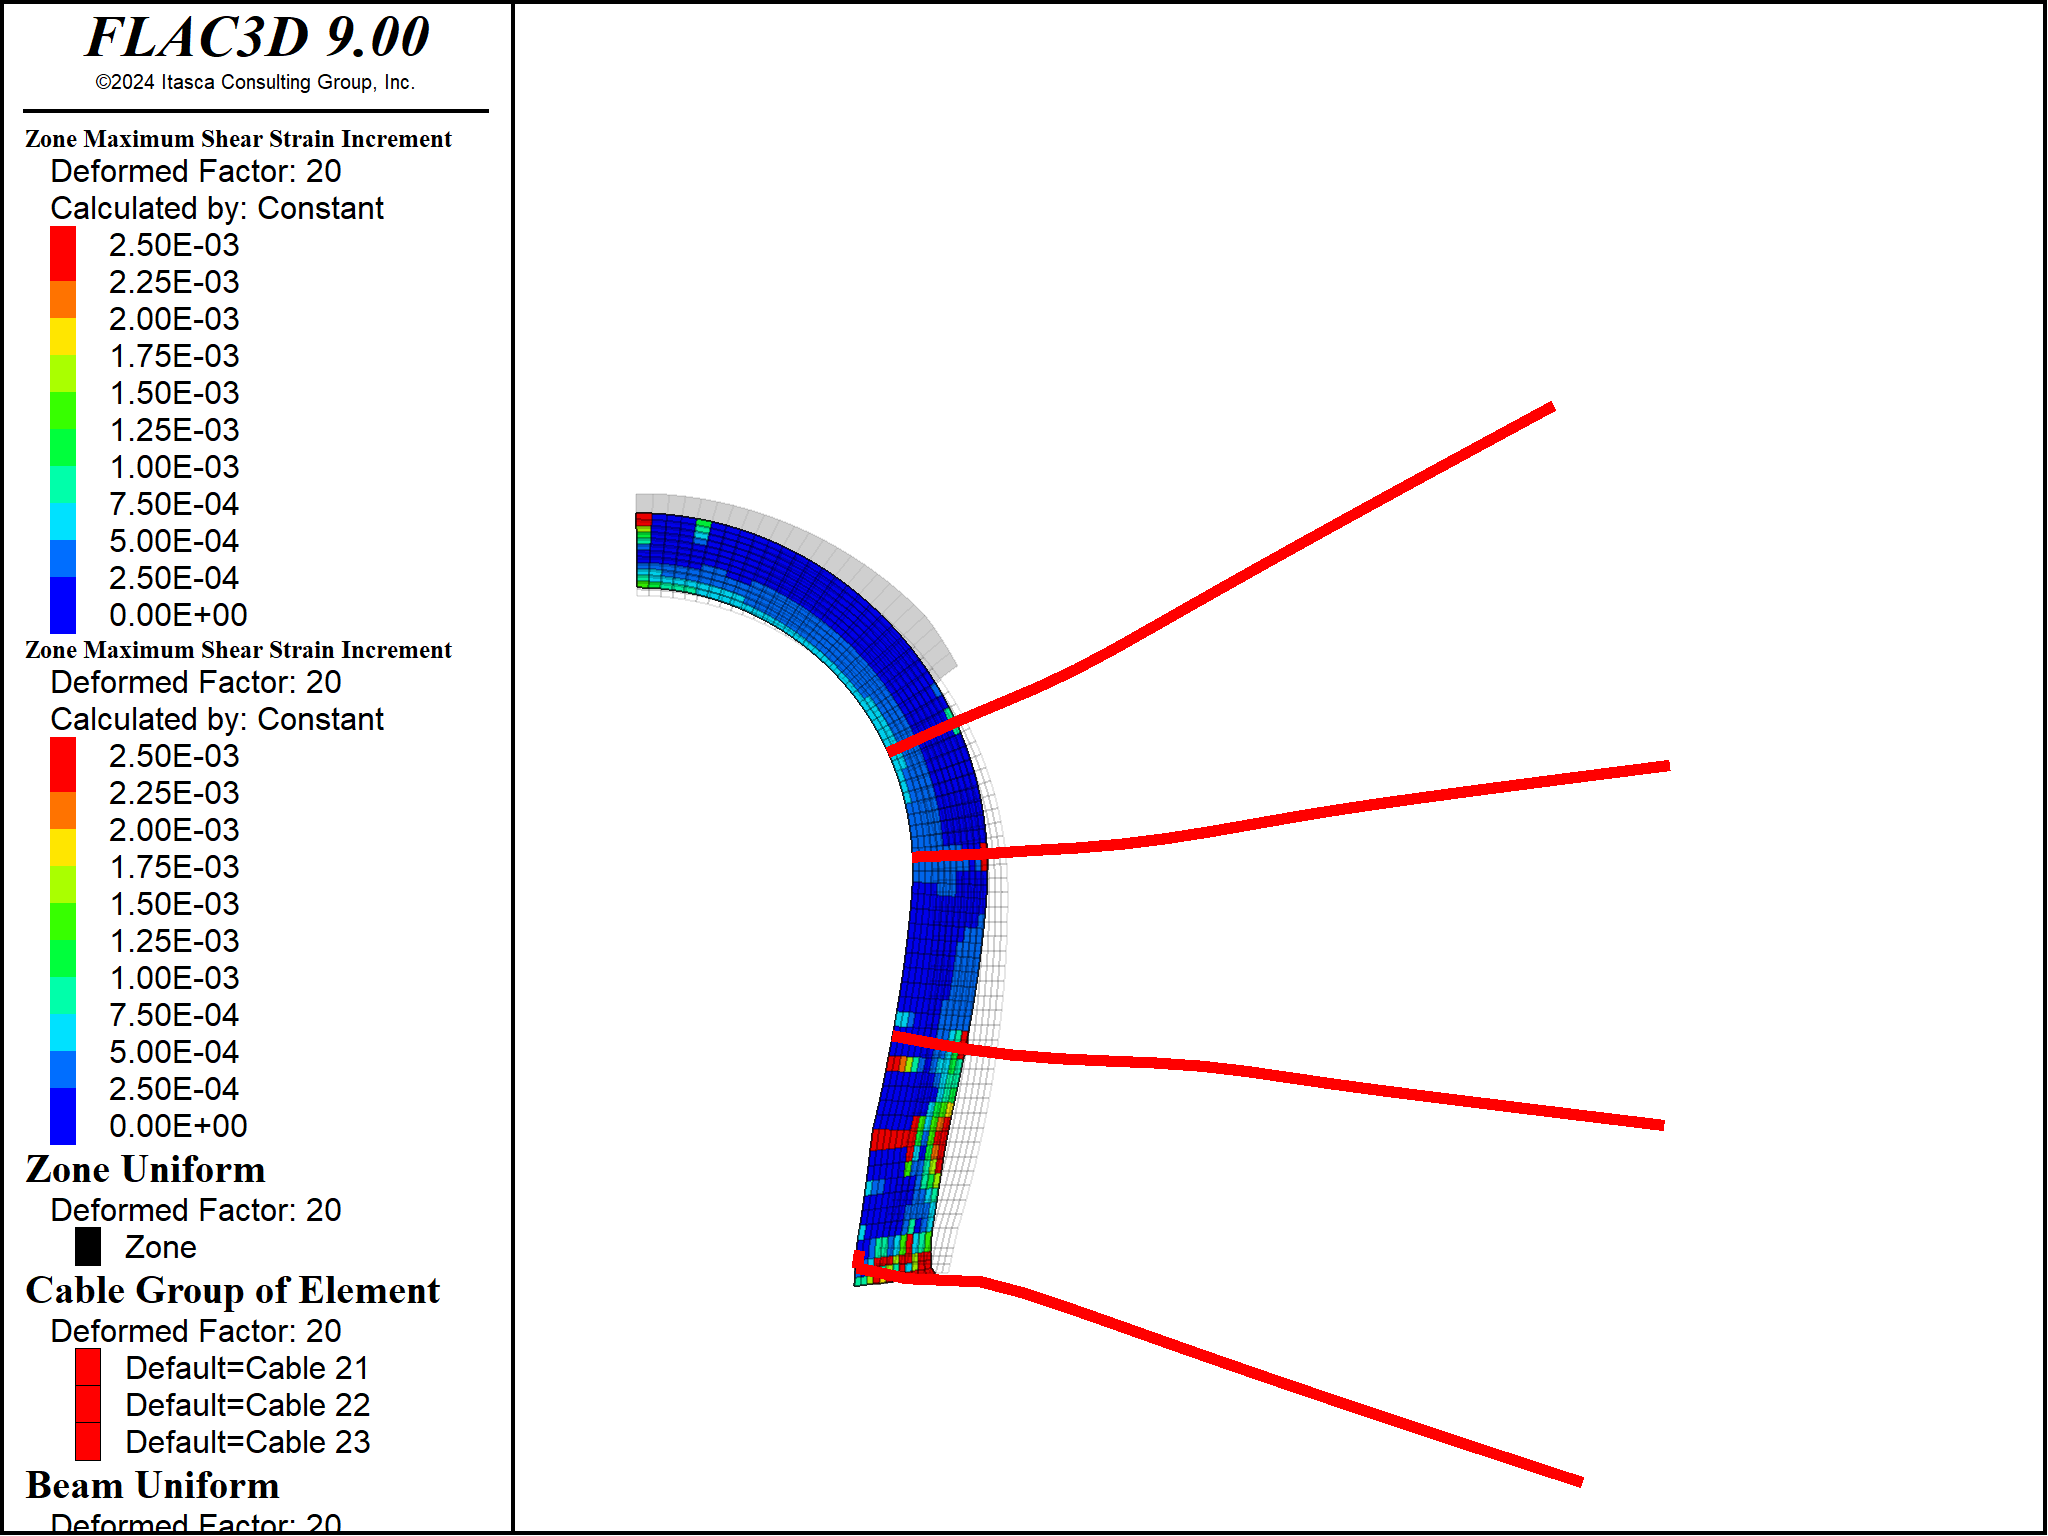 FLAC3D 9.00
©2024 Itasca Consulting Group, Inc.
Zone Maximum Shear Strain Increment
Deformed Factor: 20
Calculated by: Constant
2.50E-03
2.25E-03
2.00E-03
1.75E-03
1.50E-03
1.25E-03
1.00E-03
7.50E-04
5.00E-04
2.50E-04
0.00E+00
Zone Maximum Shear Strain Increment
Deformed Factor: 20
Calculated by: Constant
2.50E-03
2.25E-03
2.00E-03
1.75E-03
1.50E-03
1.25E-03
1.00E-03
7.50E-04
5.00E-04
2.50E-04
0.00E+00
Zone Uniform
Deformed Factor: 20
Zone
Cable Group of Element
Deformed Factor: 20
Default=Cable 21
Default=Cable 22
Default=Cable 23
Beam Uniform
Deformed Factor: 20